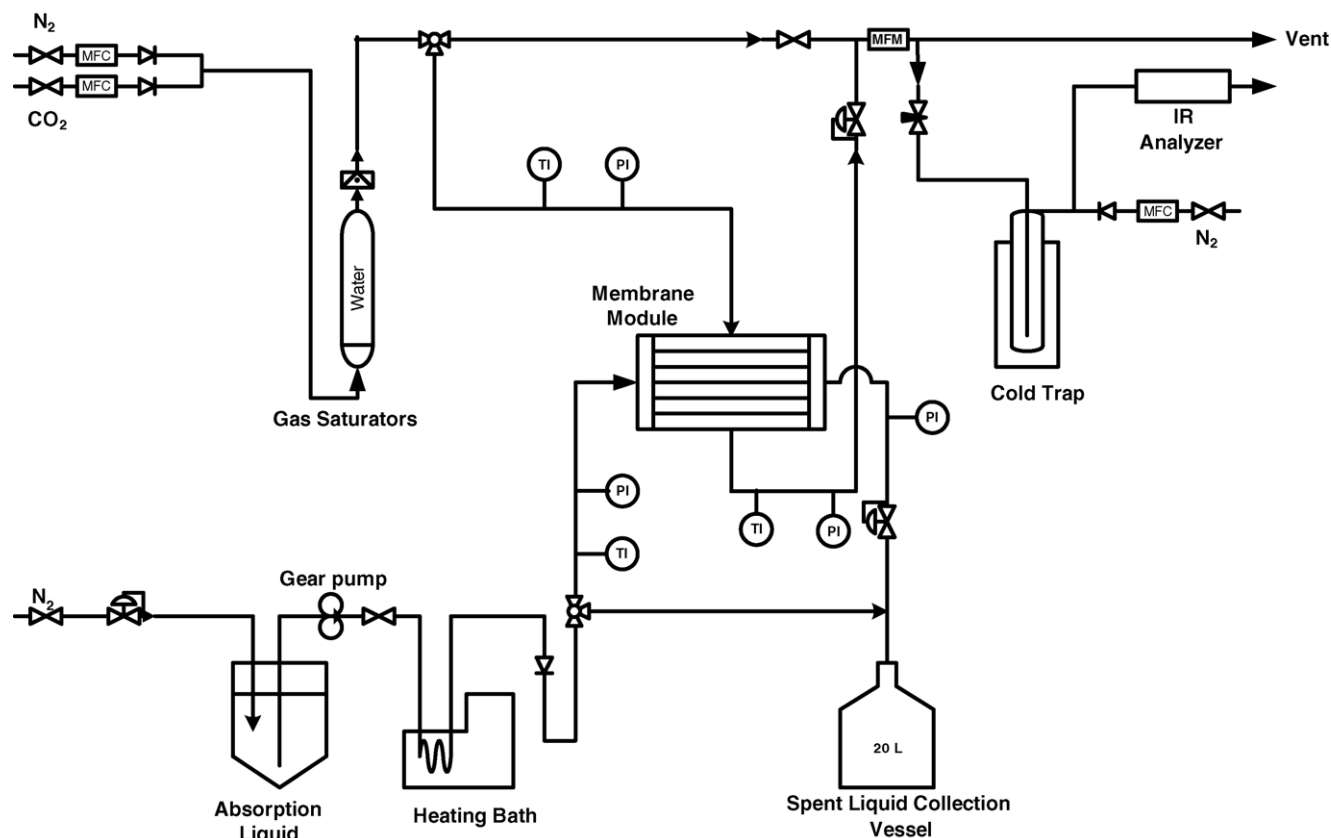 N2
MFC
MFC
CO2
MFM
Vent
IR
Analyzer
TI
PI
MFC
N2
Water
Membrane
Module
Cold Trap
Gas Saturators
PI
PI
TI
PI
TI
Gear pump
N2
20 L
Absorption
Liquid
Heating Bath
Spent Liquid Collection
Vessel